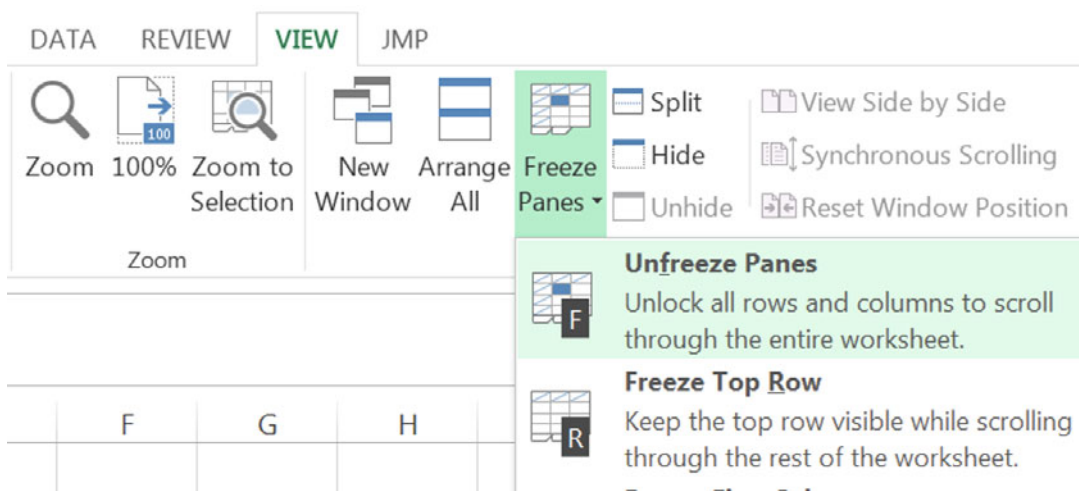 DATA REVIEW VIEW JMP
Zoom 100% Zoom to Selection New Window Arrange All Freeze Panes
100
Split
Hide
Unhide
View Side by Side
Synchronous Scrolling
Reset Window Position
Zoom
Unfreeze Panes
F
Unlock all rows and columns to scroll
through the entire worksheet.
Freeze Top Row
R
Keep the top row visible while scrolling
through the rest of the worksheet.
F G H